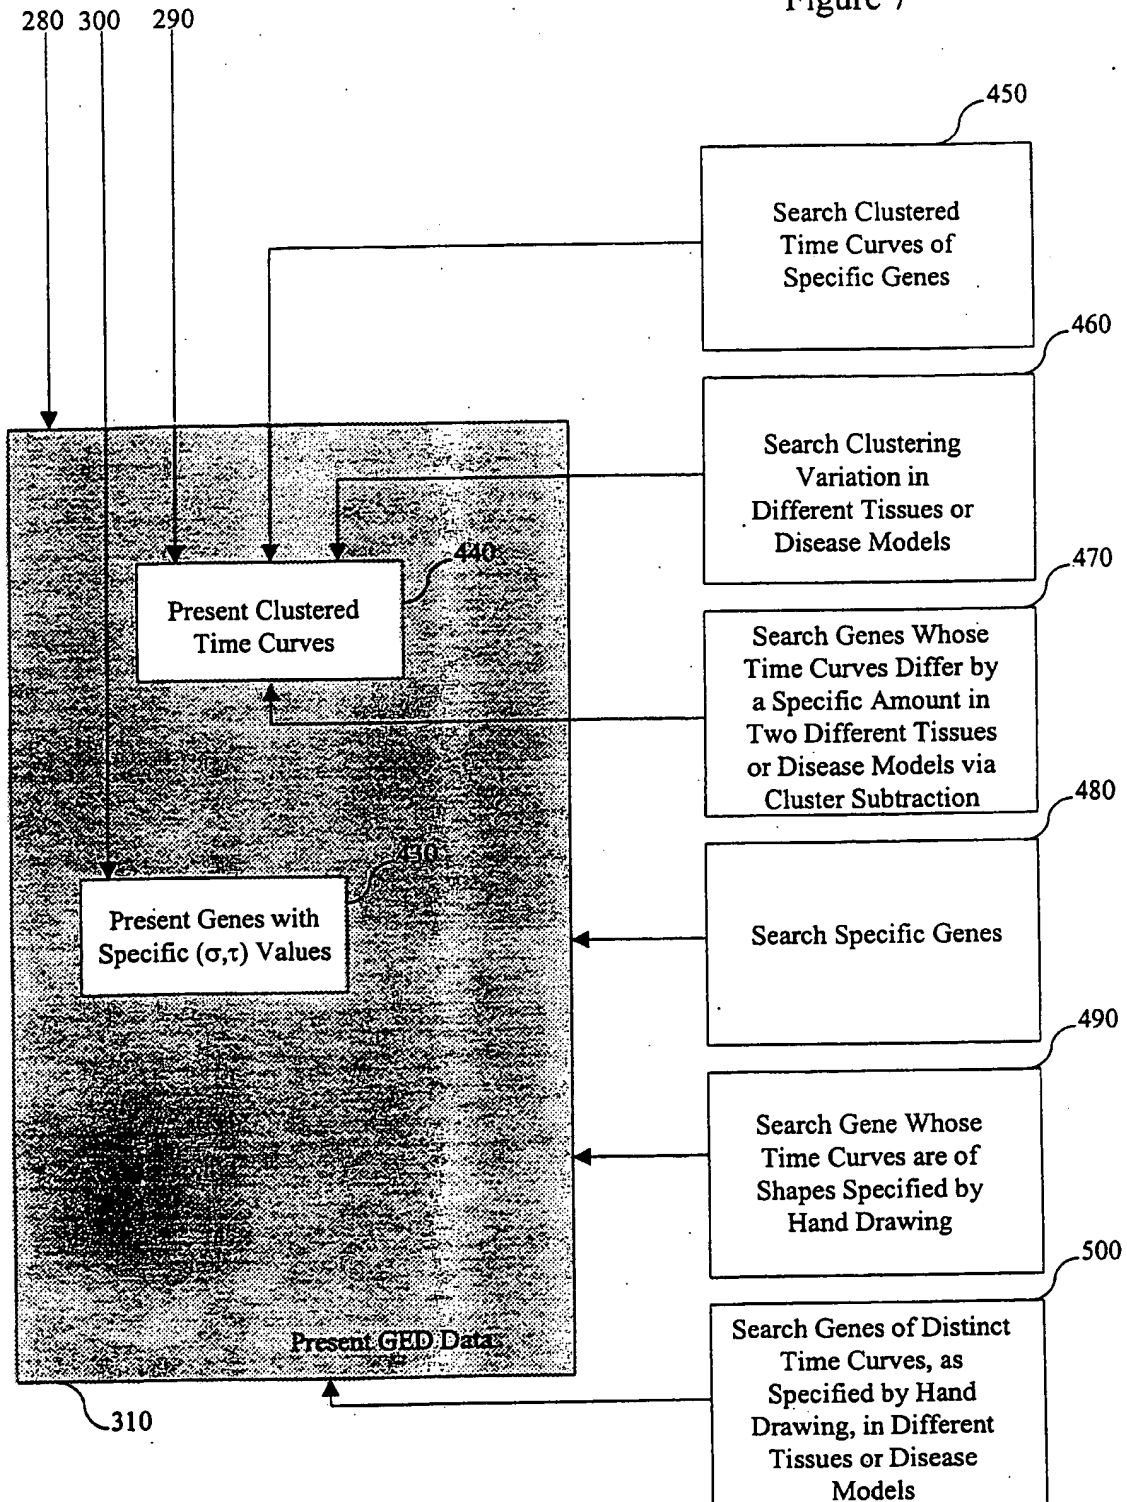 Figure 7
280 300 290
450
Search Clustered
Time Curves of
Specific Genes
460
Search Clustering
Variation in
Different Tissues or
Disease Models
470
440
Present Clustered
Time Curves
Search Genes Whose
Time Curves Differ by
a Specific Amount in
Two Different Tissues
or Disease Models via
Cluster Subtraction
480
430
Present Genes with
Specific (σ,τ) Values
Search Specific Genes
490
Search Gene Whose
Time Curves are of
Shapes Specified by
Hand Drawing
500
Present GED Data
310
Search Genes of Distinct
Time Curves, as
Specified by Hand
Drawing, in Different
Tissues or Disease
Models